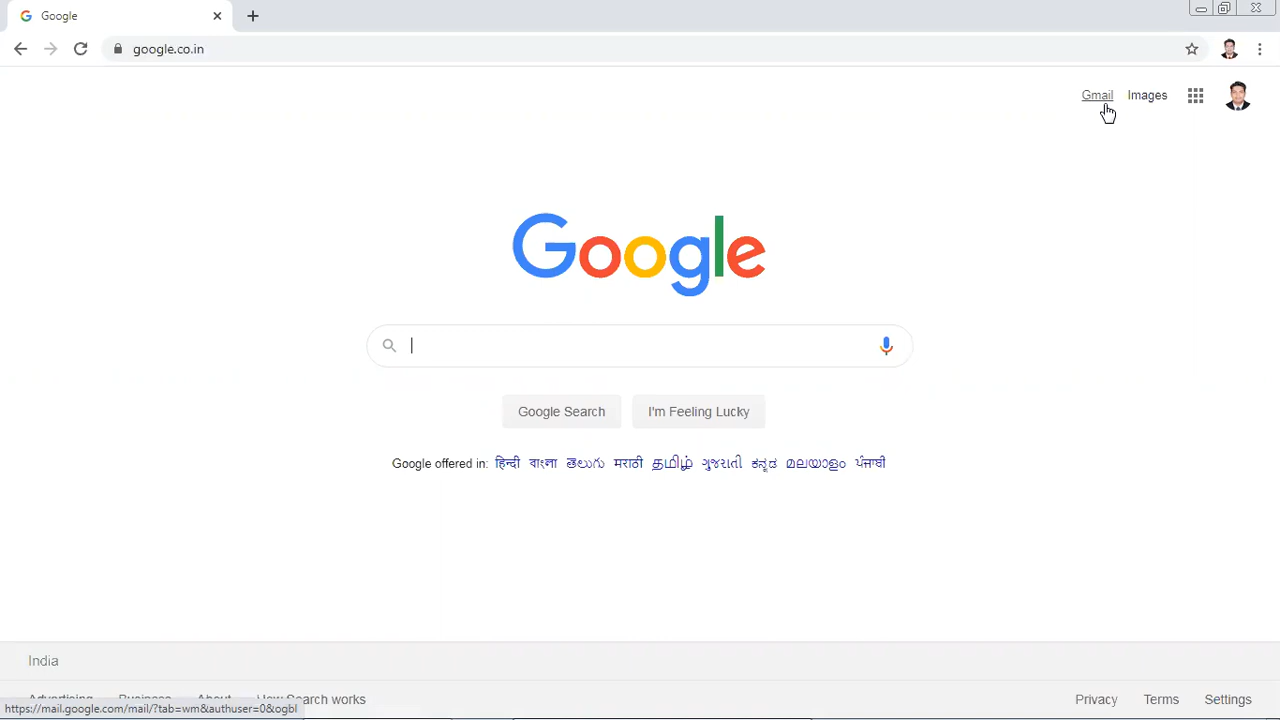 Google
google.co.in
Gmail Images
Google
Google Search I'm Feeling Lucky
Google offered in: हिन्दी বাংলা తెలుగు मराठी தமிழ் ગુજરાતી ಕನ್ನಡ മലയാളം ਪੰਜਾਬੀ
India
Advertising Business About How Search works Privacy Terms Settings
https://mail.google.com/mail/?tab=wm&authuser=0&ogbl